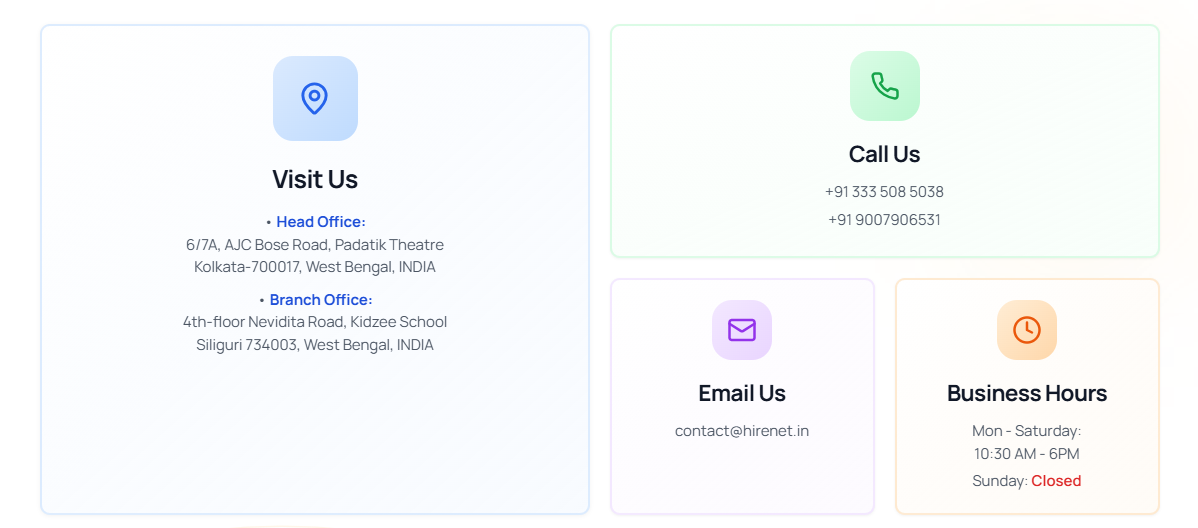 Visit Us
• Head Office:
6/7A, AJC Bose Road, Padatik Theatre
Kolkata-700017, West Bengal, INDIA
• Branch Office:
4th-floor Nevidita Road, Kidzee School
Siliguri 734003, West Bengal, INDIA
Call Us
+91 333 508 5038
+91 9007906531
Email Us
contact@hirenet.in
Business Hours
Mon - Saturday:
10:30 AM - 6PM
Sunday: Closed